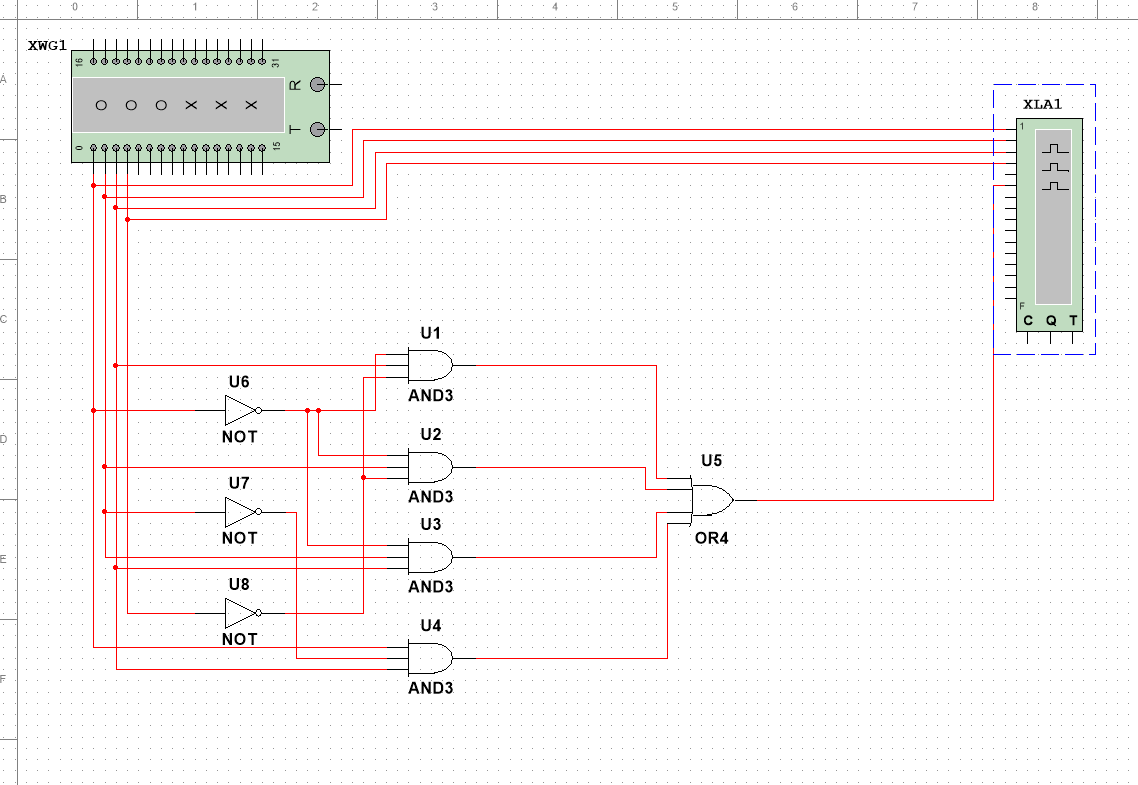 0 1 2 3 4 5 6 7 8
A
B
C
D
E
F
XWG1
16 31
R
O O O X X X
T
0 15
XLA1
1
F
C Q T
U1
AND3
U6
NOT
U2
AND3
U7
NOT
U3
AND3
U5
OR4
U8
NOT
U4
AND3